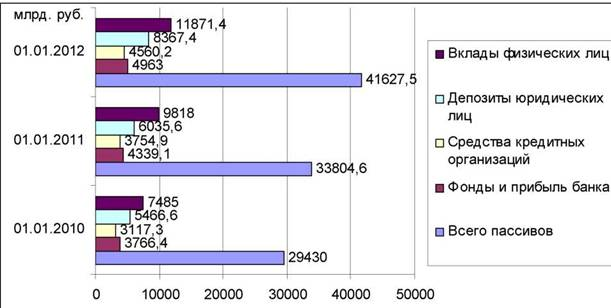 млрд. руб.
01.01.2012
11871,4
8367,4
4560,2
4963
41627,5
01.01.2011
9818
6035,6
3754,9
4339,1
33804,6
01.01.2010
7485
5466,6
3117,3
3766,4
29430
0 10000 20000 30000 40000 50000
Вклады физических лиц
Депозиты юридических
лиц
Средства кредитных
организаций
Фонды и прибыль банка
Всего пассивов